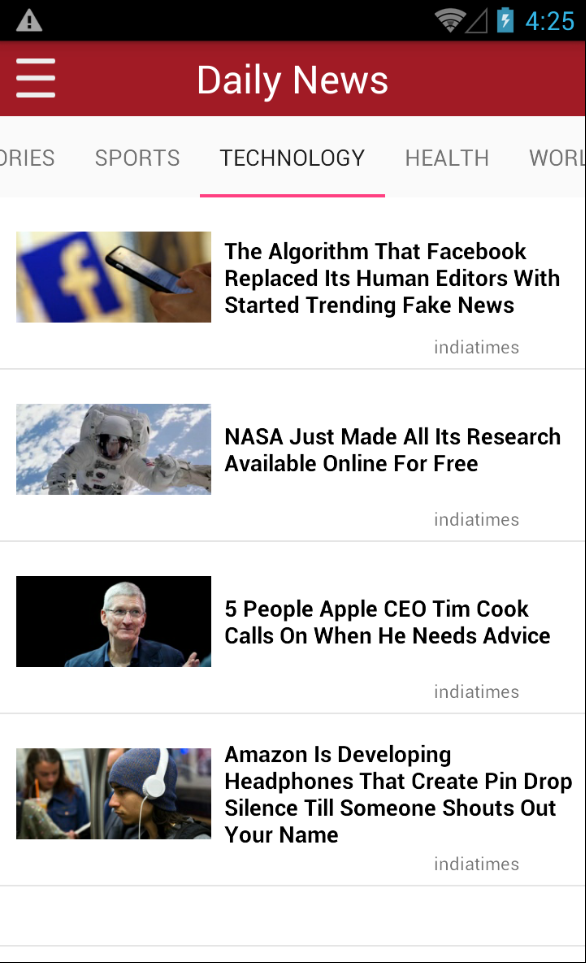 4:25
Daily News
ORIES SPORTS TECHNOLOGY HEALTH WORL
The Algorithm That Facebook
Replaced Its Human Editors With
Started Trending Fake News
indiatimes
NASA Just Made All Its Research
Available Online For Free
indiatimes
5 People Apple CEO Tim Cook
Calls On When He Needs Advice
indiatimes
Amazon Is Developing
Headphones That Create Pin Drop
Silence Till Someone Shouts Out
Your Name
indiatimes